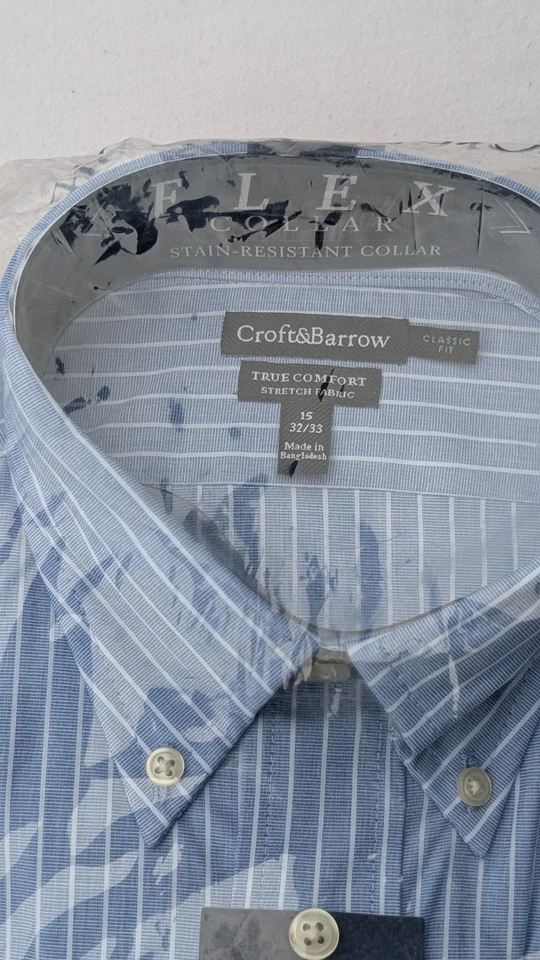 FLEX
COLLAR
STAIN-RESISTANT COLLAR
Croft&Barrow
CLASSIC
FIT
TRUE COMFORT
STRETCH FABRIC
15
32/33
Made in
Bangladesh